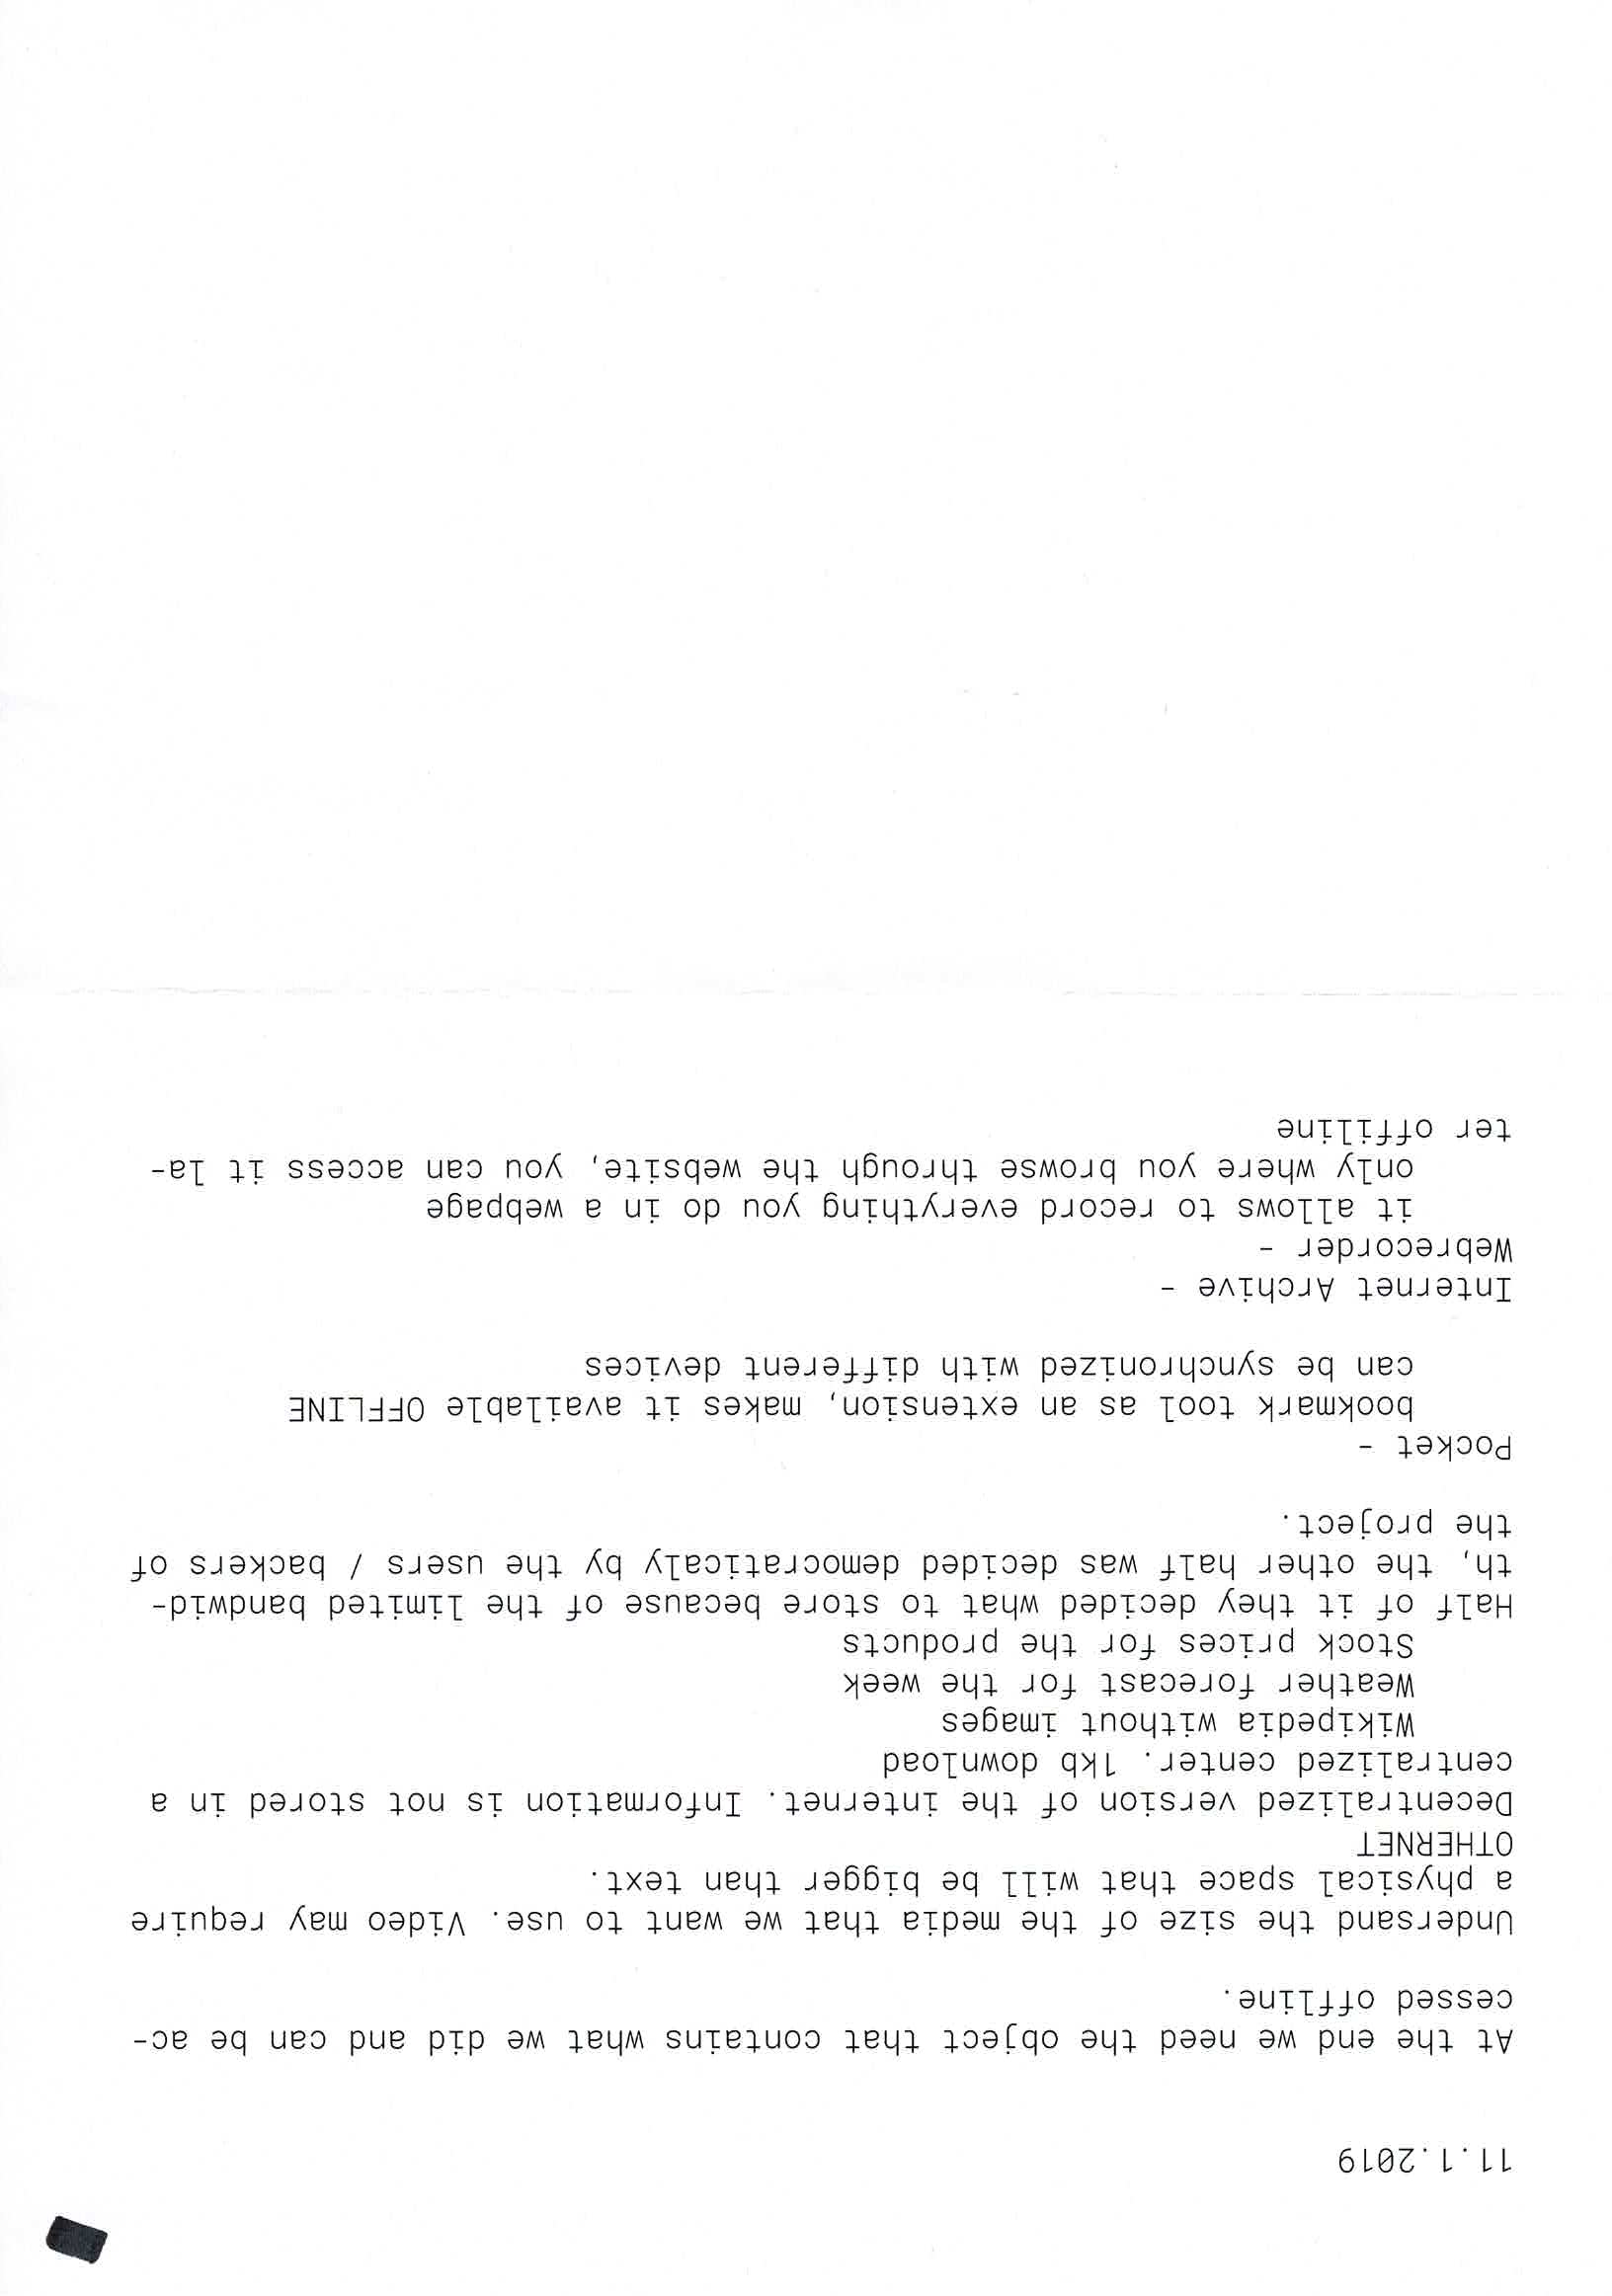 11.1.2019
At the end we need the object that contains what we did and can be ac-
cessed offline.
Undersand the size of the media that we want to use. Video may require
a physical space that will be bigger than text.
OTHERNET
Decentralized version of the internet. Information is not stored in a
centralized center. 1kb download
Wikipedia without images
Weather forecast for the week
Stock prices for the products
Half of it they decided what to store because of the limited bandwid-
th, the other half was decided democraticaly by the users / backers of
the project.
Pocket -
bookmark tool as an extension, makes it available OFFLINE
can be synchronized with different devices
Internet Archive -
Webrecorder -
it allows to record everything you do in a webpage
only where you browse through the website, you can access it la-
ter offiline